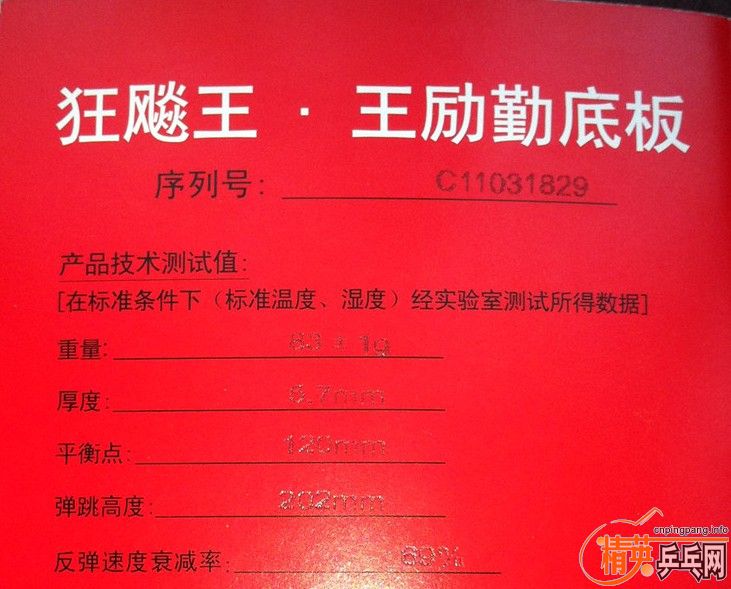 狂飚王·王励勤底板
序列号: C11031829
产品技术测试值:
[在标准条件下（标准温度、湿度）经实验室测试所得数据]
重量: 83 ± 1g
厚度: 5.7mm
平衡点: 120mm
弹跳高度: 202mm
反弹速度衰减率: 60%
cnpingpang.info
精英乒乓网